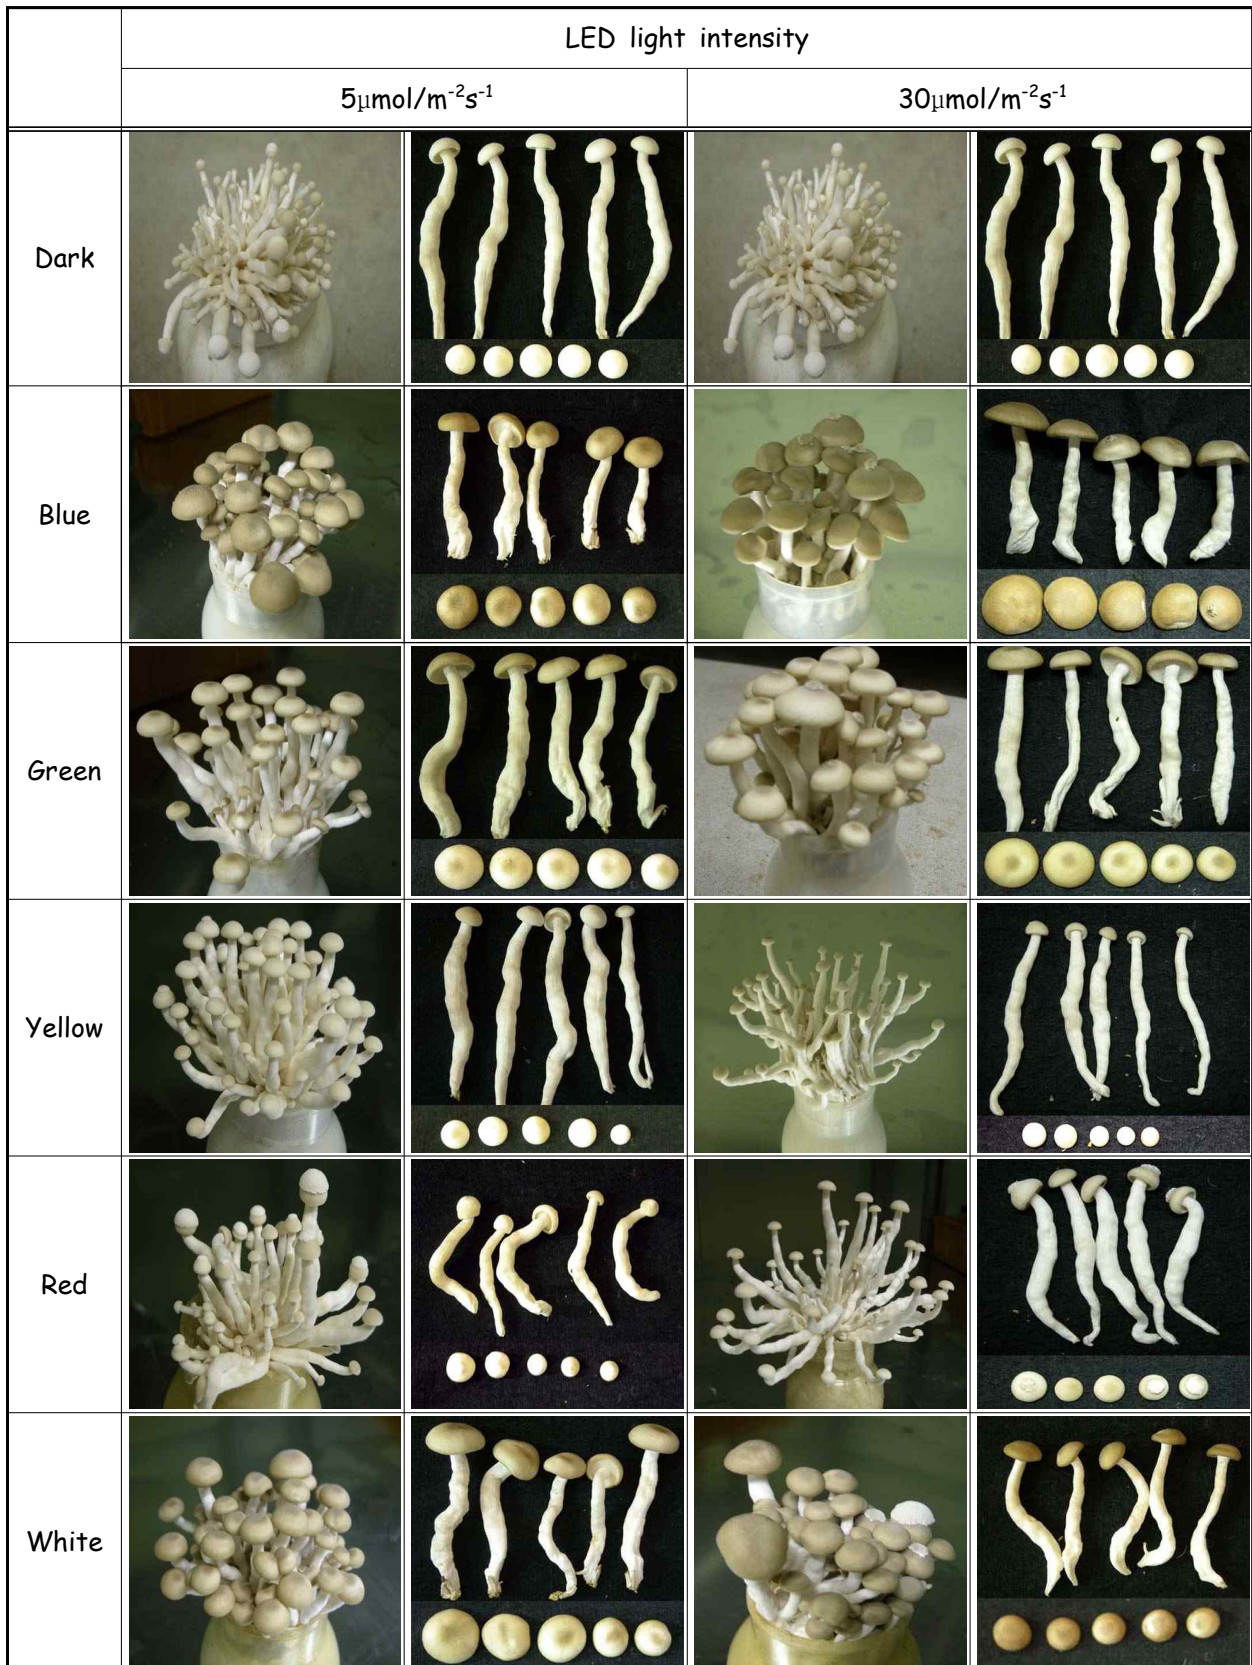 LED light intensity
5μmol/m⁻²s⁻¹ 30μmol/m⁻²s⁻¹
Dark
Blue
Green
Yellow
Red
White